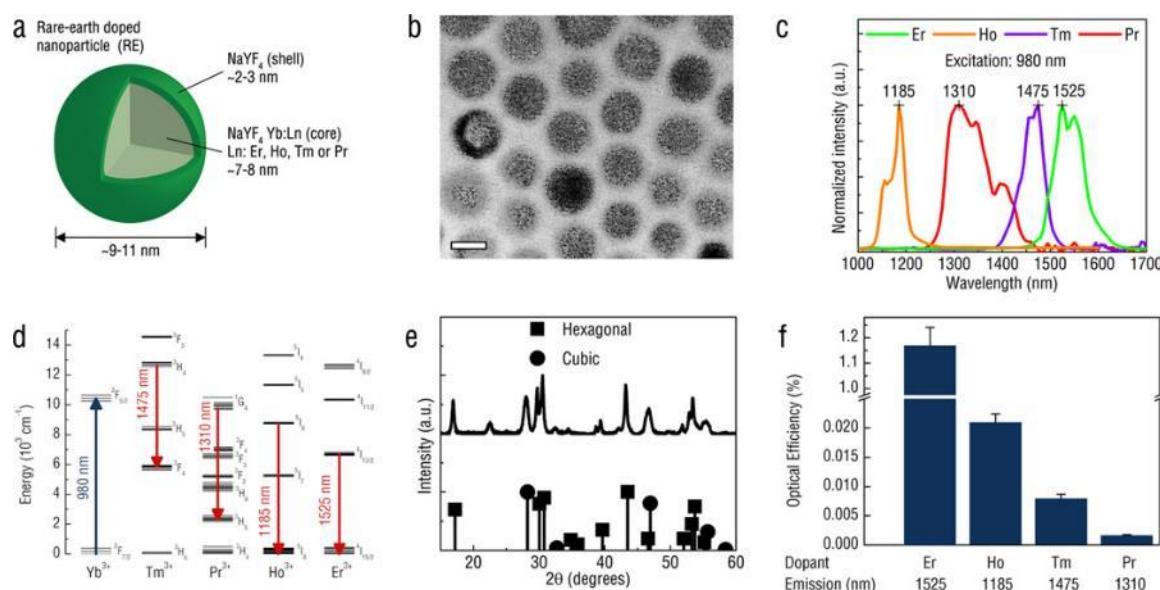 a
Rare-earth doped
nanoparticle (RE)
NaYF4 (shell)
~2-3 nm
NaYF4 Yb:Ln (core)
Ln: Er, Ho, Tm or Pr
~7-8 nm
~9-11 nm
b
c
Er Ho Tm Pr
Excitation: 980 nm
1185 1310 1475 1525
Normalized intensity (a.u.)
1000 1200 1400 1500 1600 1700
Wavelength (nm)
d
Energy (10³ cm⁻¹)
14
12
10
8
6
4
2
0
980 nm
1475 nm
1310 nm
1185 nm
1525 nm
Yb³⁺ Tm³⁺ Pr³⁺ Ho³⁺ Er³⁺
e
Hexagonal
Cubic
Intensity (a.u.)
20 30 40 50 60
2Θ (degrees)
f
Optical Efficiency (%)
1.2
1.1
1.0
0.020
0.015
0.010
0.005
0.000
Dopant Er Ho Tm Pr
Emission (nm) 1525 1185 1475 1310